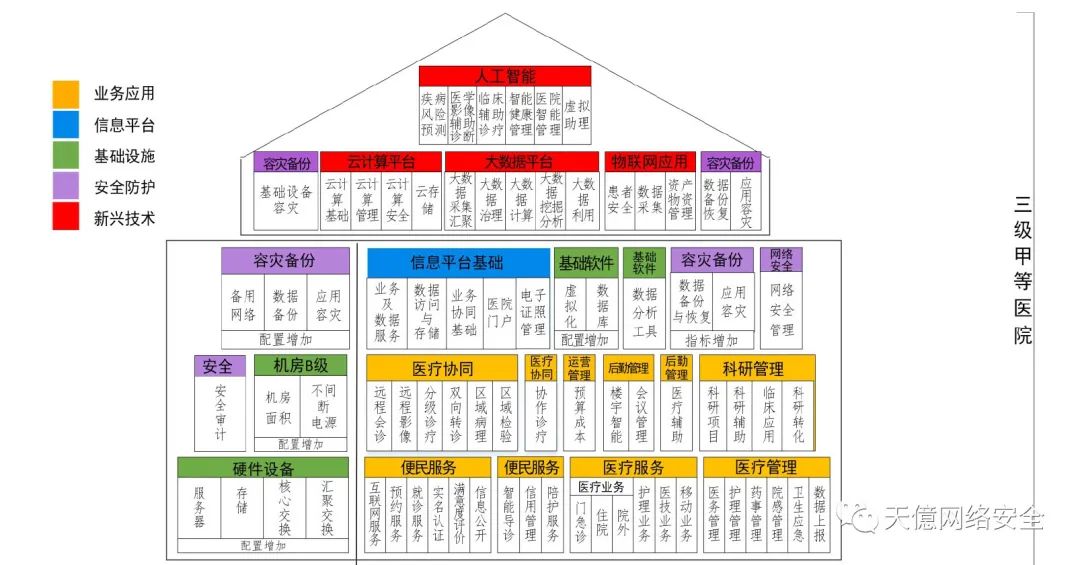 业务应用
信息平台
基础设施
安全防护
新兴技术
人工智能
疾病风险预测
医学影像辅助诊断
临床辅助诊疗
智能健康管理
医院智能管理
虚拟助理
容灾备份
基础设备容灾
云计算平台
云计算基础
云计算管理
云计算安全
云存储
大数据平台
大数据采集汇聚
大数据治理
大数据计算
大数据挖掘分析
大数据利用
物联网应用
患者安全
数据采集
资产物资管理
容灾备份
数据备份恢复
应用容灾
三级甲等医院
容灾备份
备用网络
数据备份
应用容灾
配置增加
信息平台基础
业务及数据服务
数据访问与存储
业务协同基础
医院门户
电子证照管理
基础软件
虚拟化
数据库
配置增加
基础软件
数据分析工具
容灾备份
数据备份与恢复
应用容灾
指标增加
网络安全
网络安全管理
安全
安全审计
机房B级
机房面积
不间断电源
配置增加
医疗协同
远程会诊
远程影像
分级诊疗
双向转诊
区域病理
区域检验
医疗协同
协作诊疗
运营管理
预算成本
后勤管理
楼宇智能
会议管理
后勤管理
医疗辅助
科研管理
科研项目
科研辅助
临床应用
科研转化
硬件设备
服务器
存储
核心交换
汇聚交换
配置增加
便民服务
互联网服务
预约服务
就诊服务
实名认证
满意度评价
信息公开
便民服务
智能导诊
信用管理
陪护服务
医疗服务
医疗业务
门急诊
住院
院外
护理业务
医技业务
移动业务
医疗管理
医务管理
护理管理
药事管理
院感管理
卫生应急
数据上报
天億网络安全